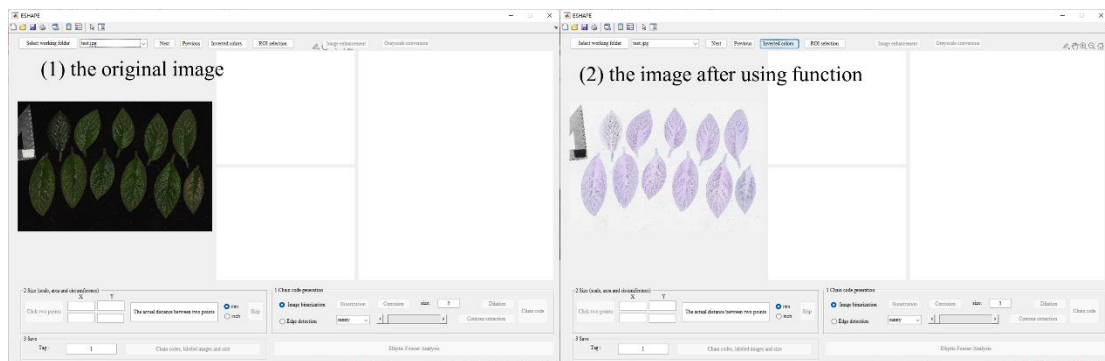 ESHAPE
Select working folder test.jpg Next Previous Inverted colors ROI selection Image enhancement Grayscale conversion
(1) the original image
2 Size (scale, area and circumference)
X Y
Click two points The actual distance between two points cm inch Skip
1 Chain code generation
Image binarization Binarization Corrosion size: 3 Dilation
Edge detection canny Contour extraction Chain code
3 Save
Tag : 1 Chain codes, labeled images and size Elliptic Fourier Analysis
ESHAPE
Select working folder test.jpg Next Previous Inverted colors ROI selection Image enhancement Grayscale conversion
(2) the image after using function
1
2 Size (scale, area and circumference)
X Y
Click two points The actual distance between two points cm inch Skip
1 Chain code generation
Image binarization Binarization Corrosion size: 3 Dilation
Edge detection canny Contour extraction Chain code
3 Save
Tag : 1 Chain codes, labeled images and size Elliptic Fourier Analysis